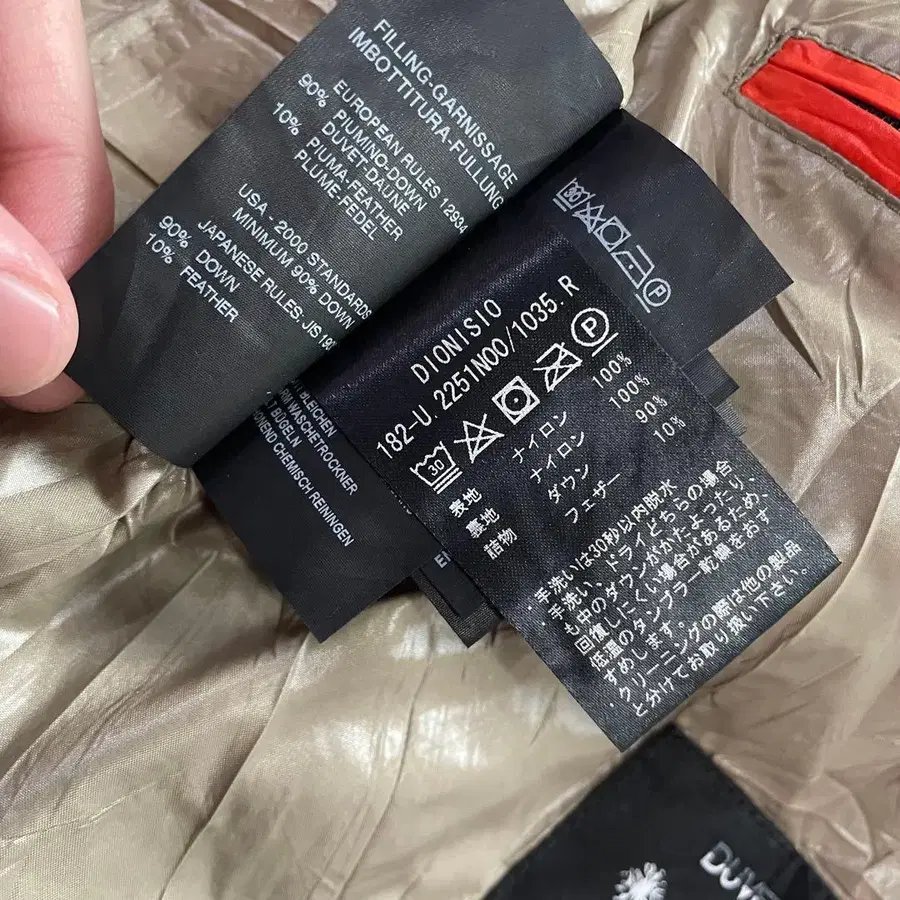 FILLING-GARNISSAGE
IMBOTTITURA-FULLUNG
EUROPEAN RULES 12934
90% PIUMINO-DOWN
DUVET-DAUNE
10% PIUMA-FEATHER
PLUME-FEDEL
USA - 2000 STANDARDS
MINIMUM 90% DOWN
JAPANESE RULES, JIS 190
90% DOWN
10% FEATHER
BLEICHEN
WASCHETROCKNER
BÜGELN
CHEMISCH REINIGEN
DIONISIO
182-U.2251N00/1035.R
30
P
表地 ナイロン 100%
裏地 ナイロン 100%
詰物 ダウン 90%
フェザー 10%
・手洗いは30秒以内脱水
・手洗い、ドライどちらの場合
も中のダウンがかたよったり、
回復しにくい場合があるため、
低温のタンブラー乾燥をおす
すめします。
・クリーニングの際は他の製品
と分けてお取り扱い下さい。
30
P
DUVE